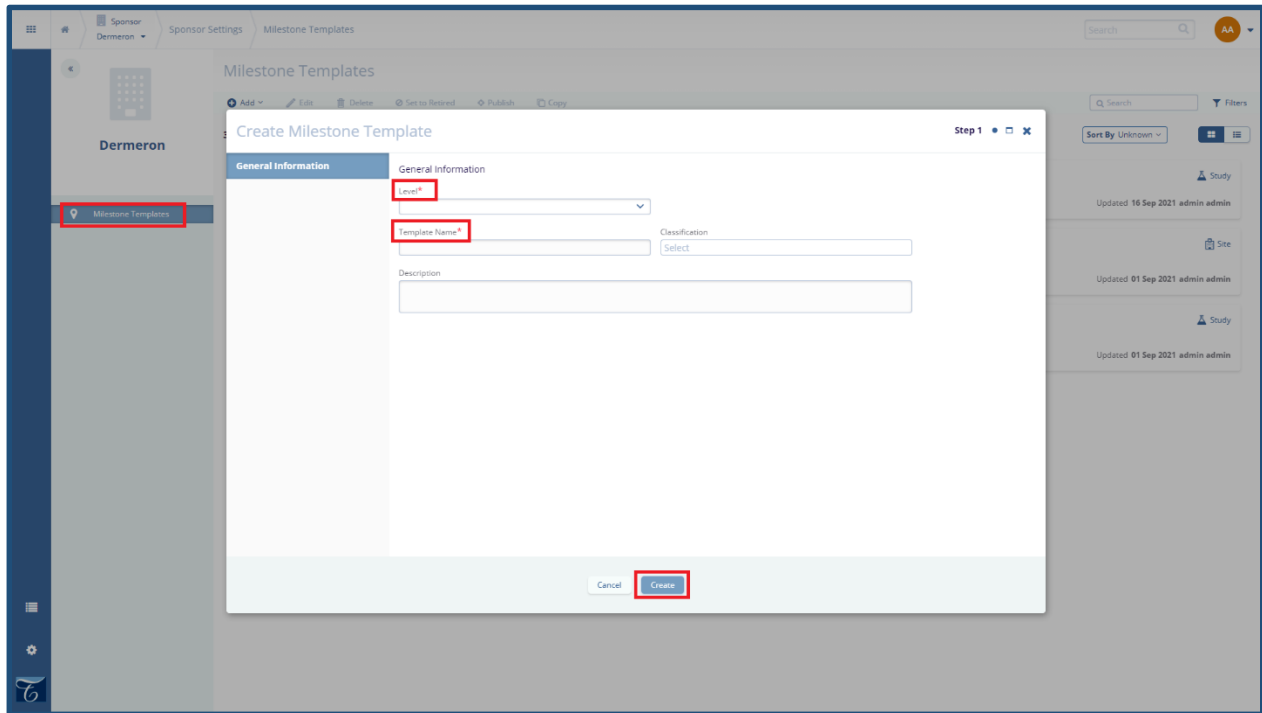 Sponsor
Dermeron
Sponsor Settings
Milestone Templates
Search
AA
Milestone Templates
Add
Edit
Delete
Set to Retired
Publish
Copy
Search
Filters
Create Milestone Template
Step 1
Sort By Unknown
Dermeron
General Information
General Information
Level*
Study
Milestone Templates
Updated 16 Sep 2021 admin admin
Template Name*
Classification
Select
Site
Description
Updated 01 Sep 2021 admin admin
Study
Updated 01 Sep 2021 admin admin
Cancel
Create